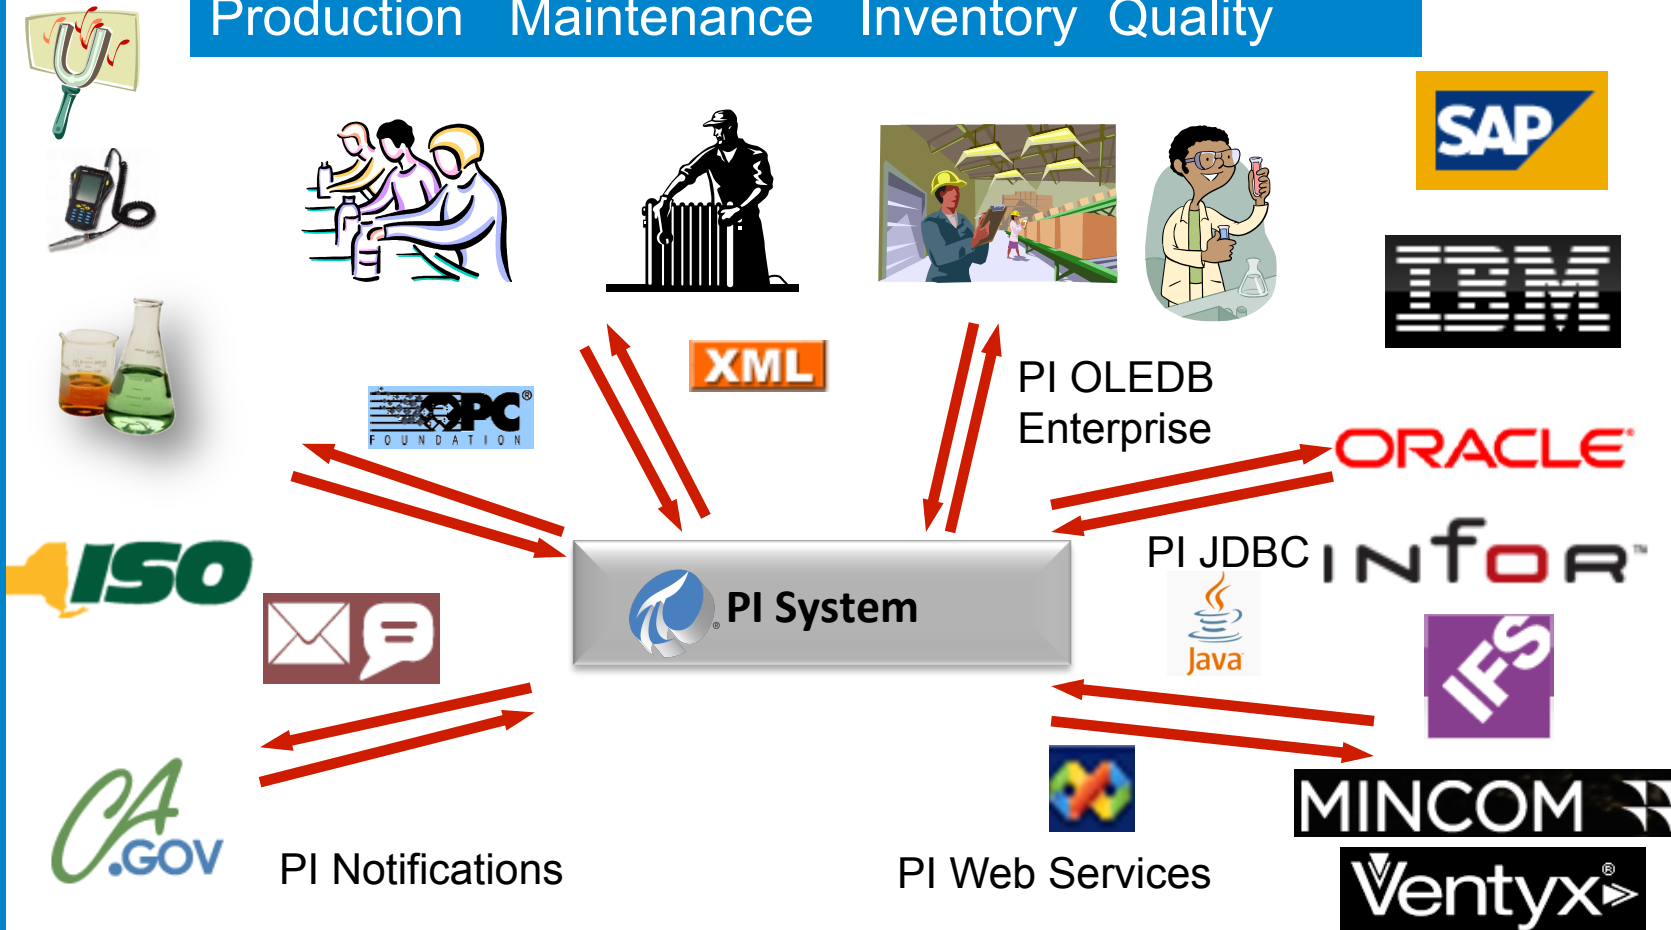 Production Maintenance Inventory Quality
SAP
IBM
XML
PI OLEDB
Enterprise
OPC®
FOUNDATION
ORACLE®
ISO
PI JDBC
infor™
PI System
®
Java
IFS
CA
.GOV
MINCOM
PI Notifications
PI Web Services
Ventyx®